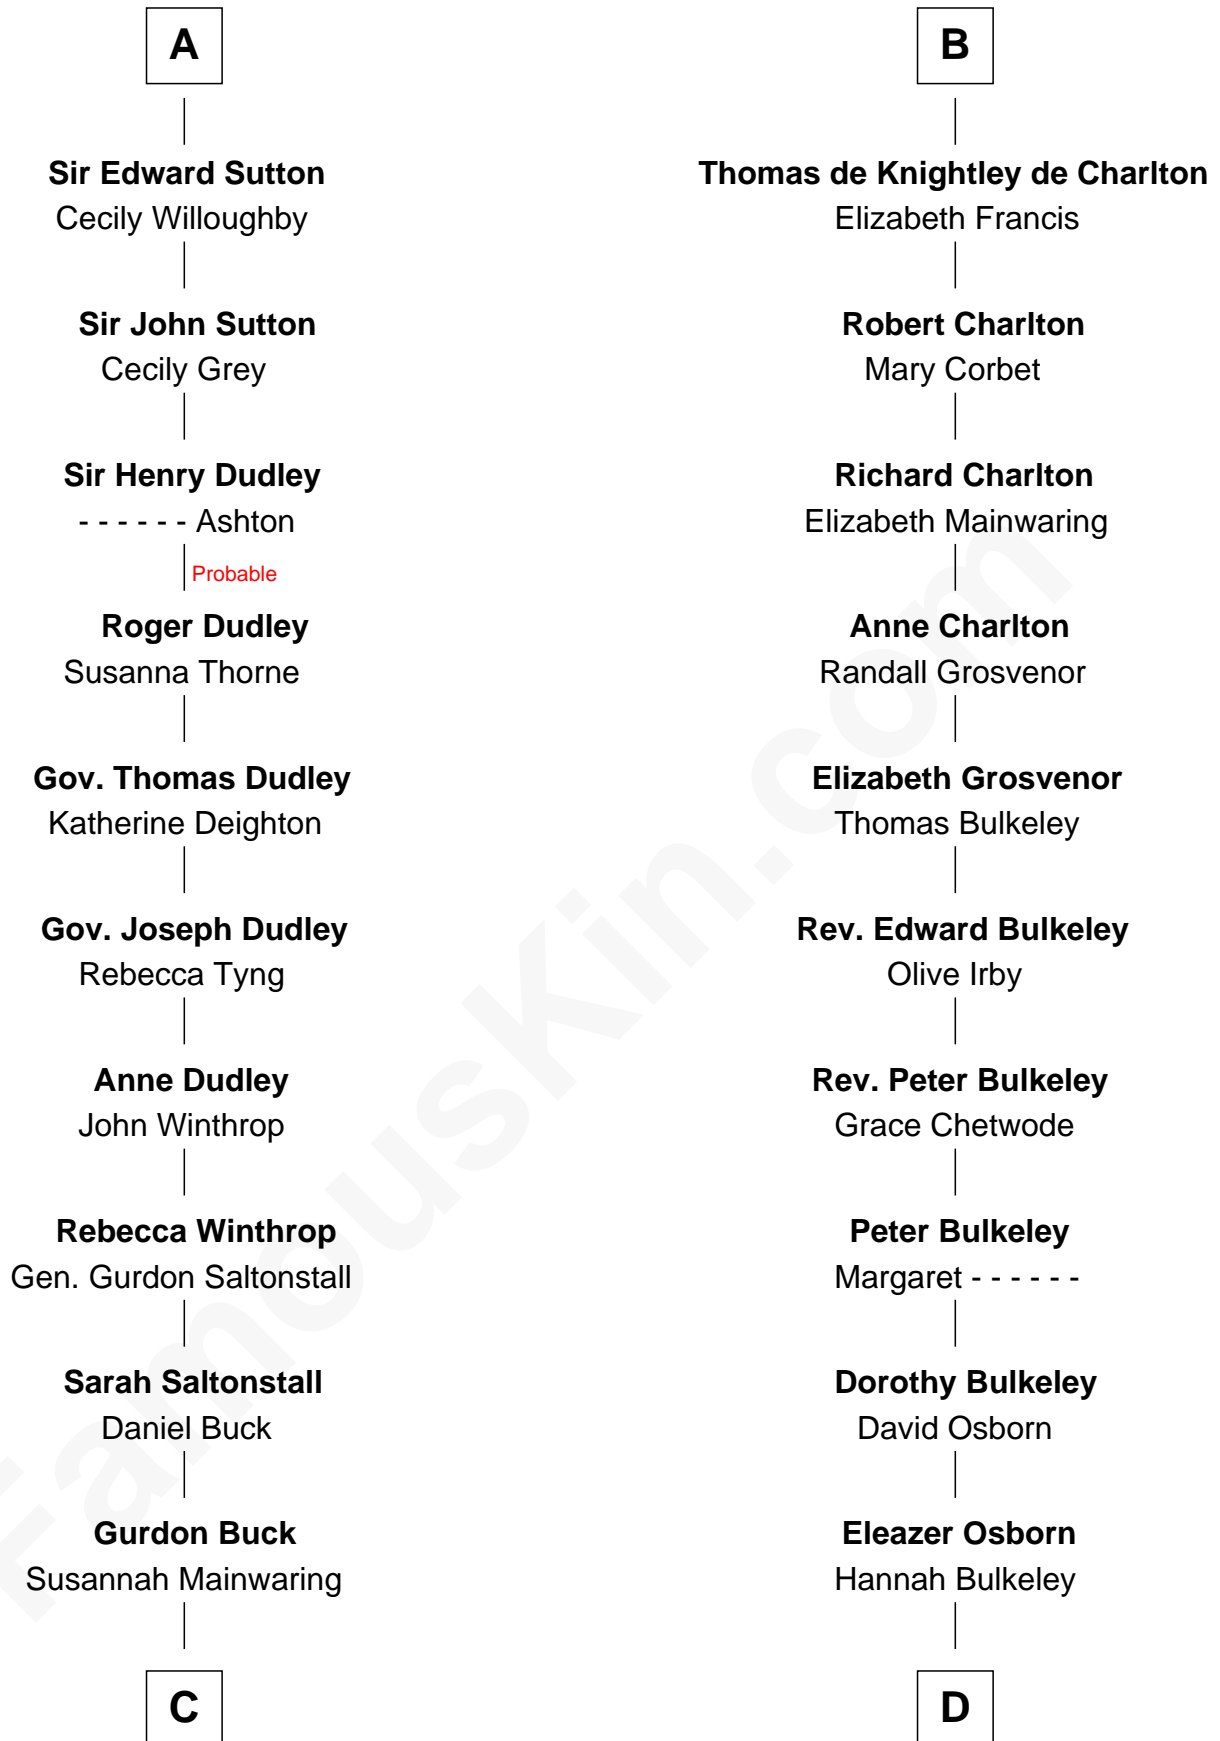 A
Sir Edward Sutton
Cecily Willoughby
Sir John Sutton
Cecily Grey
Sir Henry Dudley
- - - - - - Ashton
Probable
Roger Dudley
Susanna Thorne
Gov. Thomas Dudley
Katherine Deighton
Gov. Joseph Dudley
Rebecca Tyng
Anne Dudley
John Winthrop
Rebecca Winthrop
Gen. Gurdon Saltonstall
Sarah Saltonstall
Daniel Buck
Gurdon Buck
Susannah Mainwaring
C
B
Thomas de Knightley de Charlton
Elizabeth Francis
Robert Charlton
Mary Corbet
Richard Charlton
Elizabeth Mainwaring
Anne Charlton
Randall Grosvenor
Elizabeth Grosvenor
Thomas Bulkeley
Rev. Edward Bulkeley
Olive Irby
Rev. Peter Bulkeley
Grace Chetwode
Peter Bulkeley
Margaret - - - - - -
Dorothy Bulkeley
David Osborn
Eleazer Osborn
Hannah Bulkeley
D
FamousKin.com